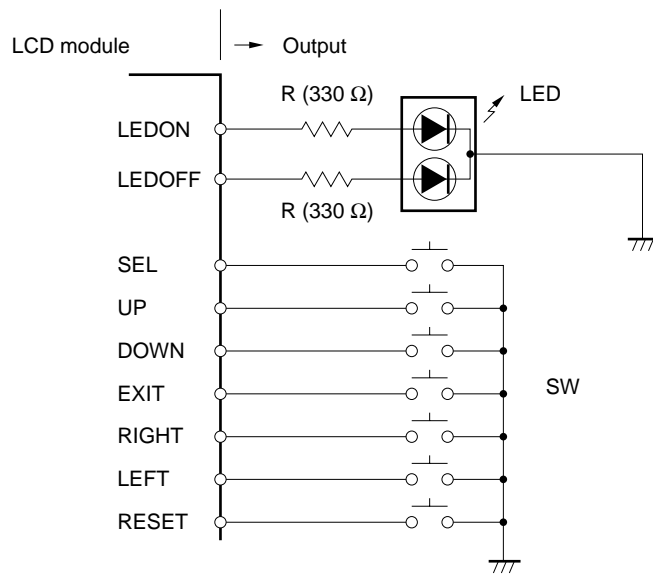 LCD module
Output
R (330 Ω)
LED
LEDON
LEDOFF
R (330 Ω)
SEL
UP
DOWN
EXIT
SW
RIGHT
LEFT
RESET